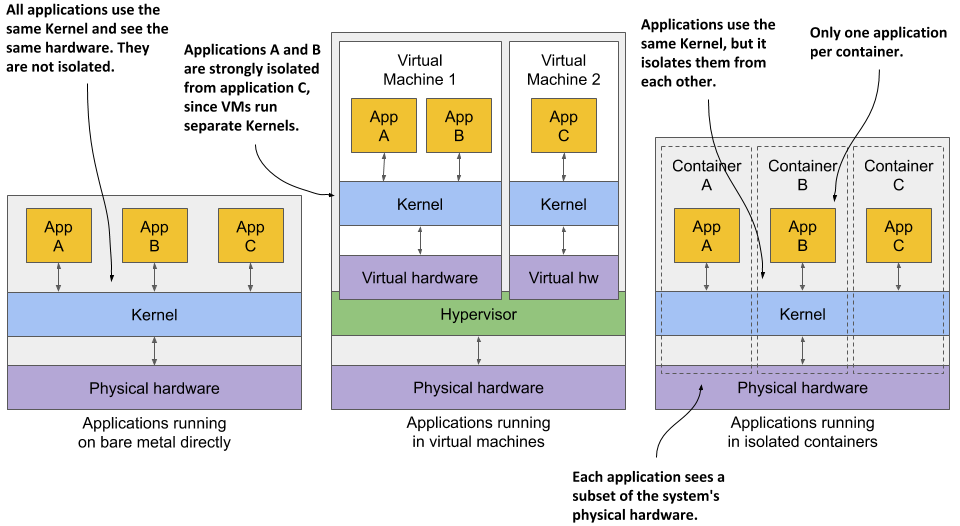 All applications use the
same Kernel and see the
same hardware. They
are not isolated.
App
A
App
B
App
C
Kernel
Physical hardware
Applications running
on bare metal directly
Applications A and B
are strongly isolated
from application C,
since VMs run
separate Kernels.
Virtual
Machine 1
App
A
App
B
Kernel
Virtual hardware
Virtual
Machine 2
App
C
Kernel
Virtual hw
Hypervisor
Physical hardware
Applications running
in virtual machines
Applications use the
same Kernel, but it
isolates them from
each other.
Only one application
per container.
Container
A
Container
B
Container
C
App
A
App
B
App
C
Kernel
Physical hardware
Applications running
in isolated containers
Each application sees a
subset of the system's
physical hardware.